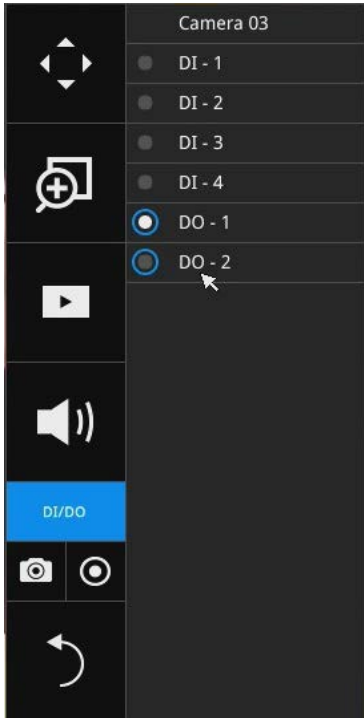 Camera 03
DI - 1
DI - 2
DI - 3
DI - 4
DO - 1
DO - 2
DI/DO